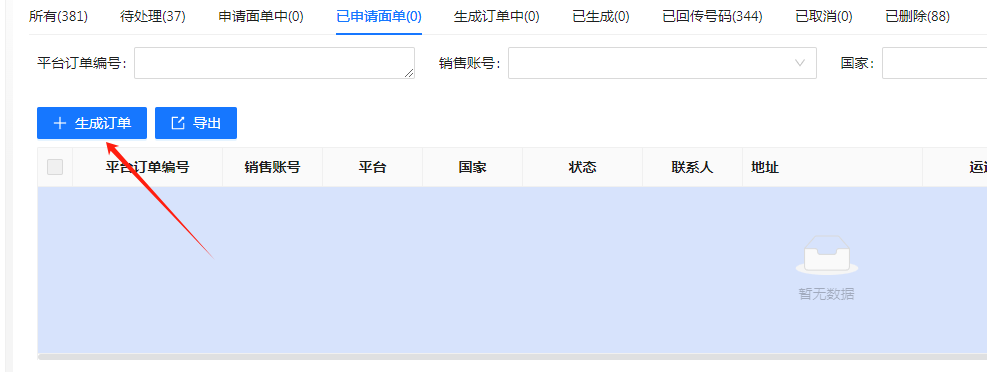 所有(381) 待处理(37) 申请面单中(0) 已申请面单(0) 生成订单中(0) 已生成(0) 已回传号码(344) 已取消(0) 已删除(88)
平台订单编号: 销售账号: 国家:
生成订单 导出
平台订单编号 销售账号 平台 国家 状态 联系人 地址
暂无数据